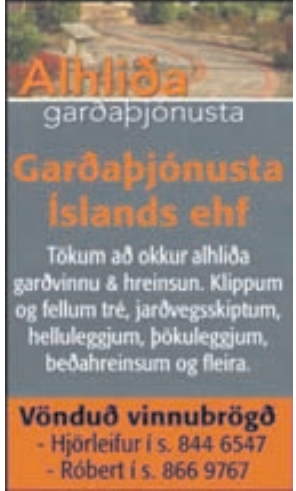 Alhliða
garðaþjónusta
Garðaþjónusta
Íslands ehf
Tökum að okkur alhliða
garðvinnu & hreinsun. Klippum
og fellum tré, jarðvegsskiptum,
helluleggjum, þökuleggjum,
beðahreinsum og fleira.
Vönduð vinnubrögð
- Hjörleifur í s. 844 6547
- Róbert í s. 866 9767